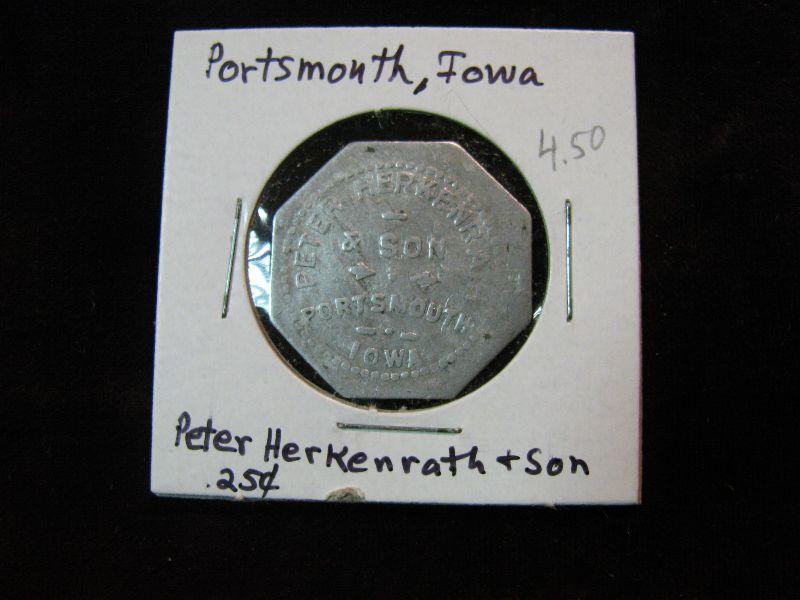 Portsmouth, Iowa
4.50
PETER HERKENRATH
& SON
PORTSMOUTH
IOWA
Peter Herkenrath + Son
.25¢